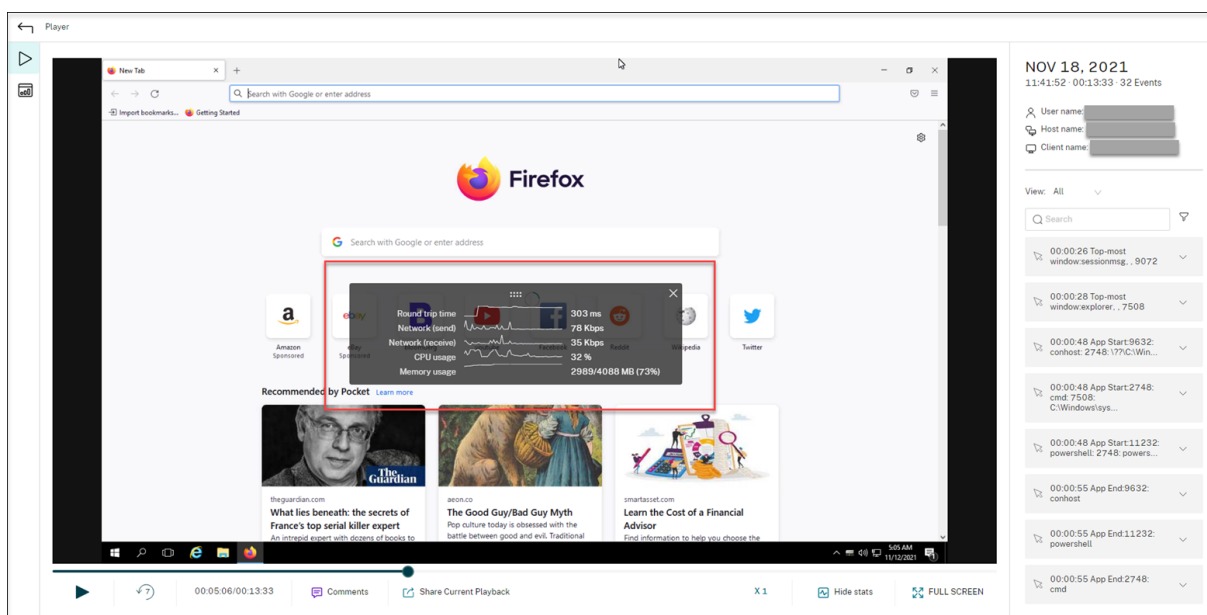 Player
New Tab
Search with Google or enter address
Import bookmarks...
Getting Started
Firefox
Search with Google or enter address
Round trip time 303 ms
Network (send) 78 Kbps
Network (receive) 35 Kbps
CPU usage 32 %
Memory usage 2989/4088 MB (73%)
a
ebay
Amazon
Sponsored
eBay
Sponsored
Facebook
Reddit
Wikipedia
Twitter
Recommended by Pocket Learn more
The Guardian
theguardian.com
What lies beneath: the secrets of
France's top serial killer expert
An intrepid expert with dozens of books to
aeon.co
The Good Guy/Bad Guy Myth
Pop culture today is obsessed with the
battle between good and evil. Traditional
smartasset.com
Learn the Cost of a Financial
Advisor
Find information to help you choose the
5:05 AM
11/12/2021
7
00:05:06/00:13:33
Comments
Share Current Playback
X 1
Hide stats
FULL SCREEN
NOV 18, 2021
11:41:52 · 00:13:33 · 32 Events
User name:
Host name:
Client name:
View: All
Search
00:00:26 Top-most
window:sessionmsg, , 9072
00:00:28 Top-most
window:explorer, , 7508
00:00:48 App Start:9632:
conhost: 2748: \??\C:\Win...
00:00:48 App Start:2748:
cmd: 7508:
C:\Windows\sys...
00:00:48 App Start:11232:
powershell: 2748: powers...
00:00:55 App End:9632:
conhost
00:00:55 App End:11232:
powershell
00:00:55 App End:2748:
cmd